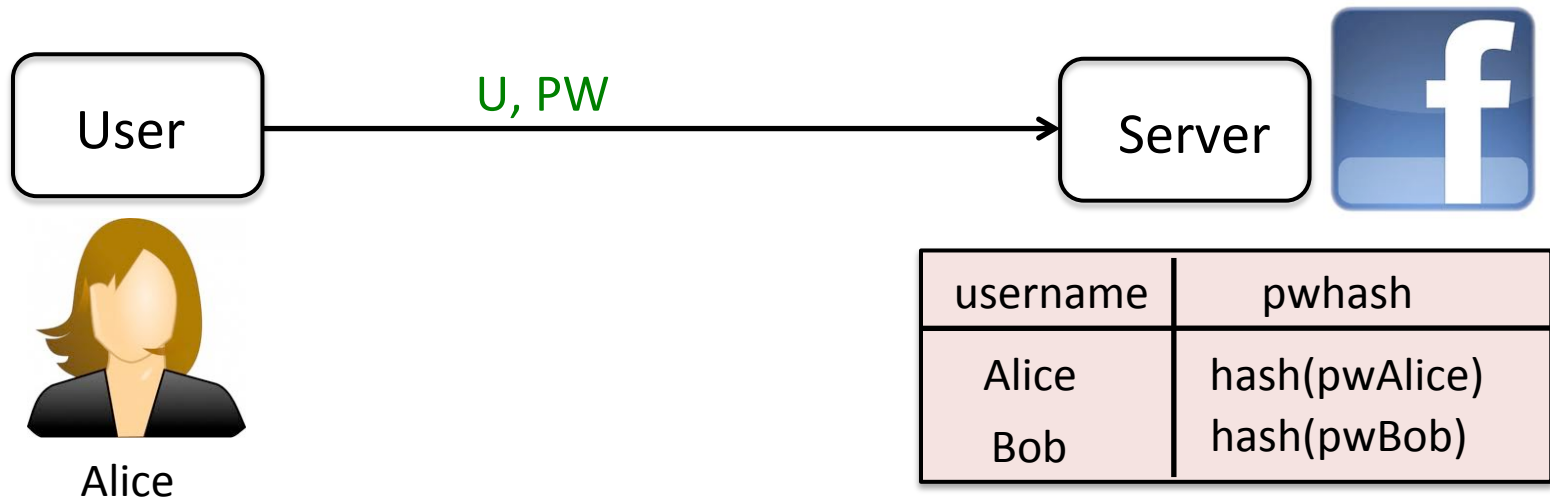 U, PW
User
Server
f
Alice
username pwhash
Alice hash(pwAlice)
Bob hash(pwBob)